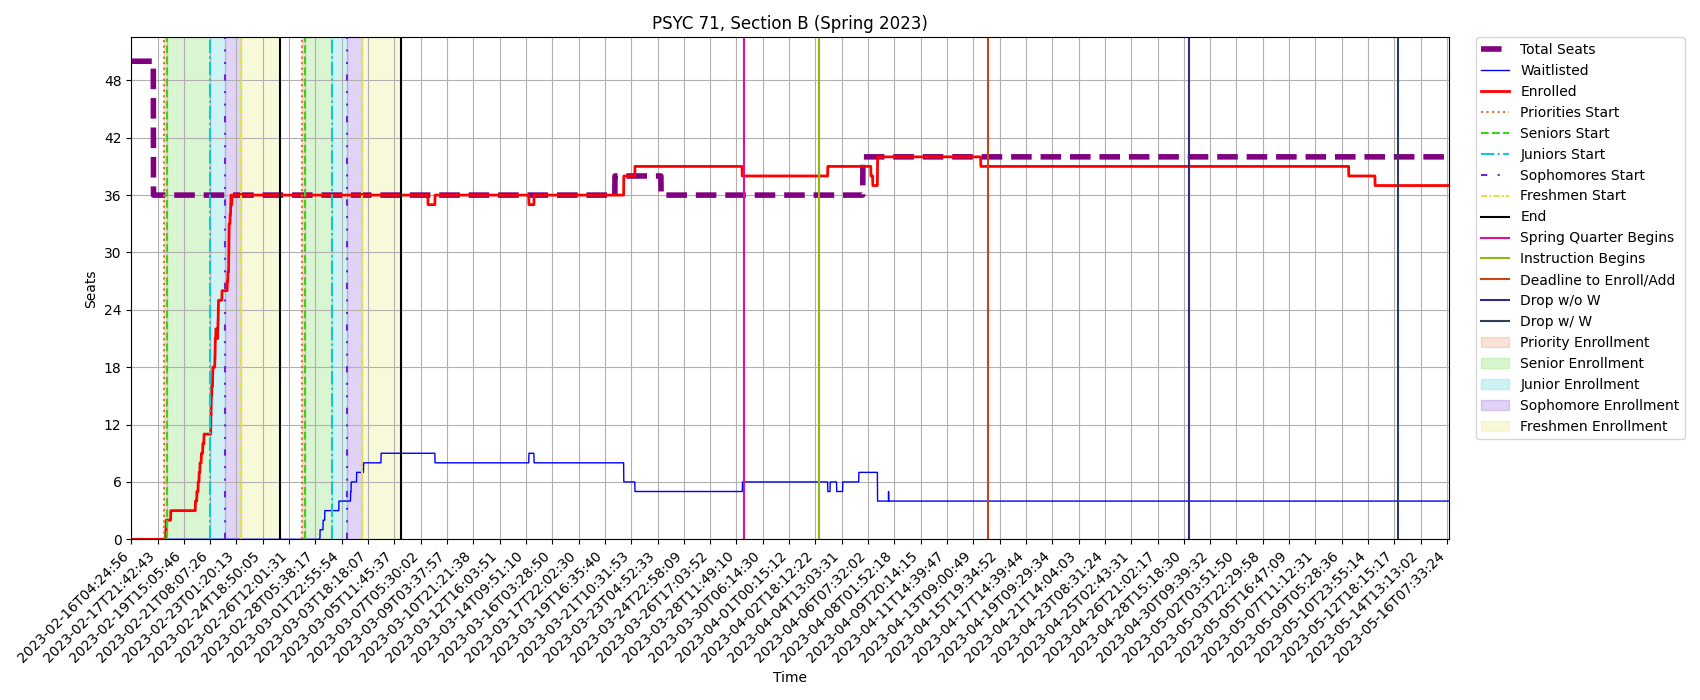 PSYC 71, Section B (Spring 2023)
Seats
48
42
36
30
24
18
12
6
0
2023-02-16T04:24:56
2023-02-17T21:42:43
2023-02-19T15:05:46
2023-02-21T08:07:26
2023-02-23T01:20:13
2023-02-24T18:50:05
2023-02-26T12:01:31
2023-02-28T05:38:17
2023-03-01T22:55:54
2023-03-03T18:18:07
2023-03-05T11:45:37
2023-03-07T05:30:02
2023-03-09T03:37:57
2023-03-10T21:21:38
2023-03-12T16:03:51
2023-03-14T09:51:10
2023-03-16T03:28:50
2023-03-17T22:02:30
2023-03-19T16:35:40
2023-03-21T10:31:53
2023-03-23T04:52:33
2023-03-24T22:58:09
2023-03-26T17:03:52
2023-03-28T11:49:10
2023-03-30T06:14:30
2023-04-01T00:15:12
2023-04-02T18:12:22
2023-04-04T13:03:31
2023-04-06T07:32:02
2023-04-08T01:52:18
2023-04-09T20:14:15
2023-04-11T14:39:47
2023-04-13T09:00:49
2023-04-15T19:34:52
2023-04-17T14:39:44
2023-04-19T09:29:34
2023-04-21T14:04:03
2023-04-23T08:31:24
2023-04-25T02:43:31
2023-04-26T21:02:17
2023-04-28T15:18:30
2023-04-30T09:39:32
2023-05-02T03:51:50
2023-05-03T22:29:58
2023-05-05T16:47:09
2023-05-07T11:12:31
2023-05-09T05:28:36
2023-05-10T23:55:14
2023-05-12T18:15:17
2023-05-14T13:13:02
2023-05-16T07:33:24
Time
Total Seats
Waitlisted
Enrolled
Priorities Start
Seniors Start
Juniors Start
Sophomores Start
Freshmen Start
End
Spring Quarter Begins
Instruction Begins
Deadline to Enroll/Add
Drop w/o W
Drop w/ W
Priority Enrollment
Senior Enrollment
Junior Enrollment
Sophomore Enrollment
Freshmen Enrollment